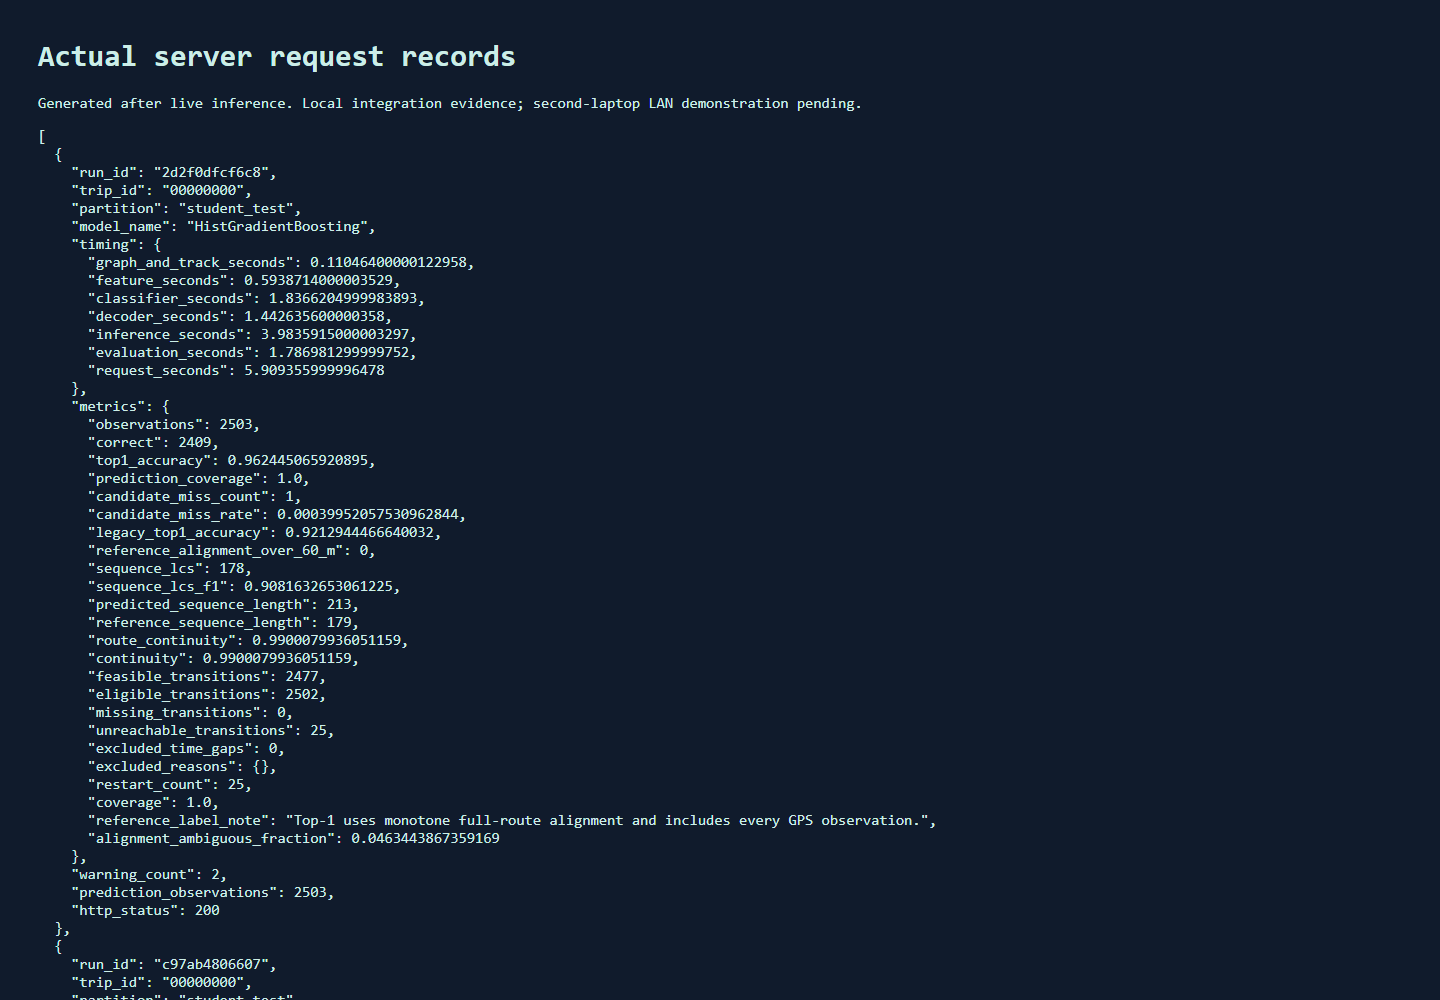 Actual server request records
Generated after live inference. Local integration evidence; second-laptop LAN demonstration pending.
[
  {
    "run_id": "2d2f0dfcf6c8",
    "trip_id": "00000000",
    "partition": "student_test",
    "model_name": "HistGradientBoosting",
    "timing": {
      "graph_and_track_seconds": 0.11046400000122958,
      "feature_seconds": 0.5938714000003529,
      "classifier_seconds": 1.8366204999983893,
      "decoder_seconds": 1.442635600000358,
      "inference_seconds": 3.9835915000003297,
      "evaluation_seconds": 1.786981299999752,
      "request_seconds": 5.909355999996478
    },
    "metrics": {
      "observations": 2503,
      "correct": 2409,
      "top1_accuracy": 0.962445065920895,
      "prediction_coverage": 1.0,
      "candidate_miss_count": 1,
      "candidate_miss_rate": 0.00039952057530962844,
      "legacy_top1_accuracy": 0.9212944466640032,
      "reference_alignment_over_60_m": 0,
      "sequence_lcs": 178,
      "sequence_lcs_f1": 0.9081632653061225,
      "predicted_sequence_length": 213,
      "reference_sequence_length": 179,
      "route_continuity": 0.9900079936051159,
      "continuity": 0.9900079936051159,
      "feasible_transitions": 2477,
      "eligible_transitions": 2502,
      "missing_transitions": 0,
      "unreachable_transitions": 25,
      "excluded_time_gaps": 0,
      "excluded_reasons": {},
      "restart_count": 25,
      "coverage": 1.0,
      "reference_label_note": "Top-1 uses monotone full-route alignment and includes every GPS observation.",
      "alignment_ambiguous_fraction": 0.0463443867359169
    },
    "warning_count": 2,
    "prediction_observations": 2503,
    "http_status": 200
  },
  {
    "run_id": "c97ab4806607",
    "trip_id": "00000000",
    "partition": "student_test"